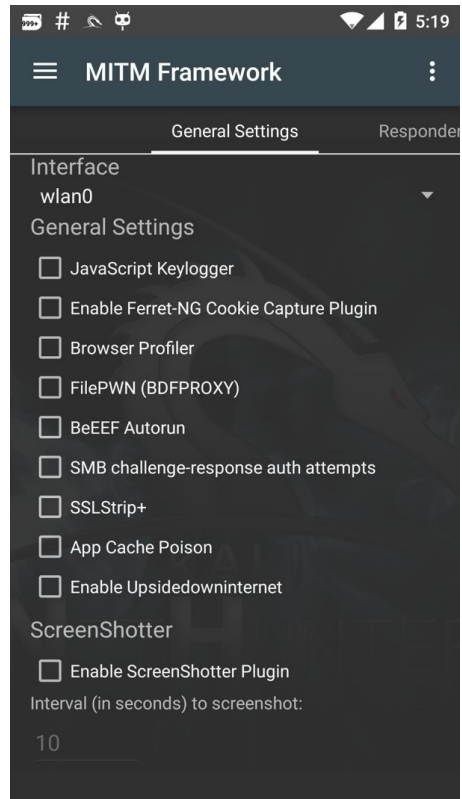 999+ # 5:19
MITM Framework
General Settings Responder
Interface
wlan0
General Settings
JavaScript Keylogger
Enable Ferret-NG Cookie Capture Plugin
Browser Profiler
FilePWN (BDFPROXY)
BeEEF Autorun
SMB challenge-response auth attempts
SSLStrip+
App Cache Poison
Enable Upsidedowninternet
ScreenShotter
Enable ScreenShotter Plugin
Interval (in seconds) to screenshot:
10